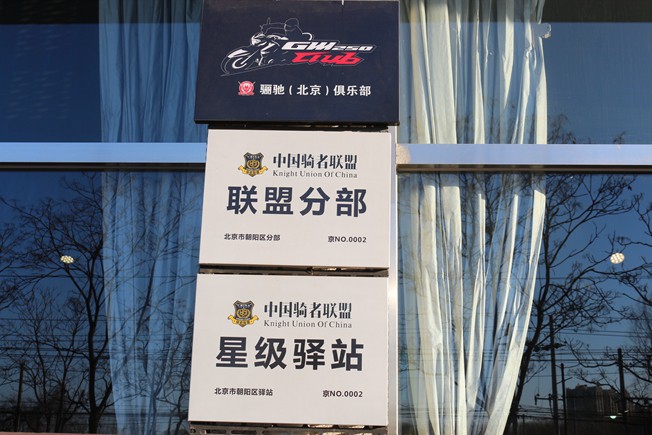 GW250
Club
骊驰（北京）俱乐部
中国骑者联盟
Knight Union Of China
联盟分部
北京市朝阳区分部 京NO.0002
中国骑者联盟
Knight Union Of China
星级驿站
北京市朝阳区驿站 京NO.0002